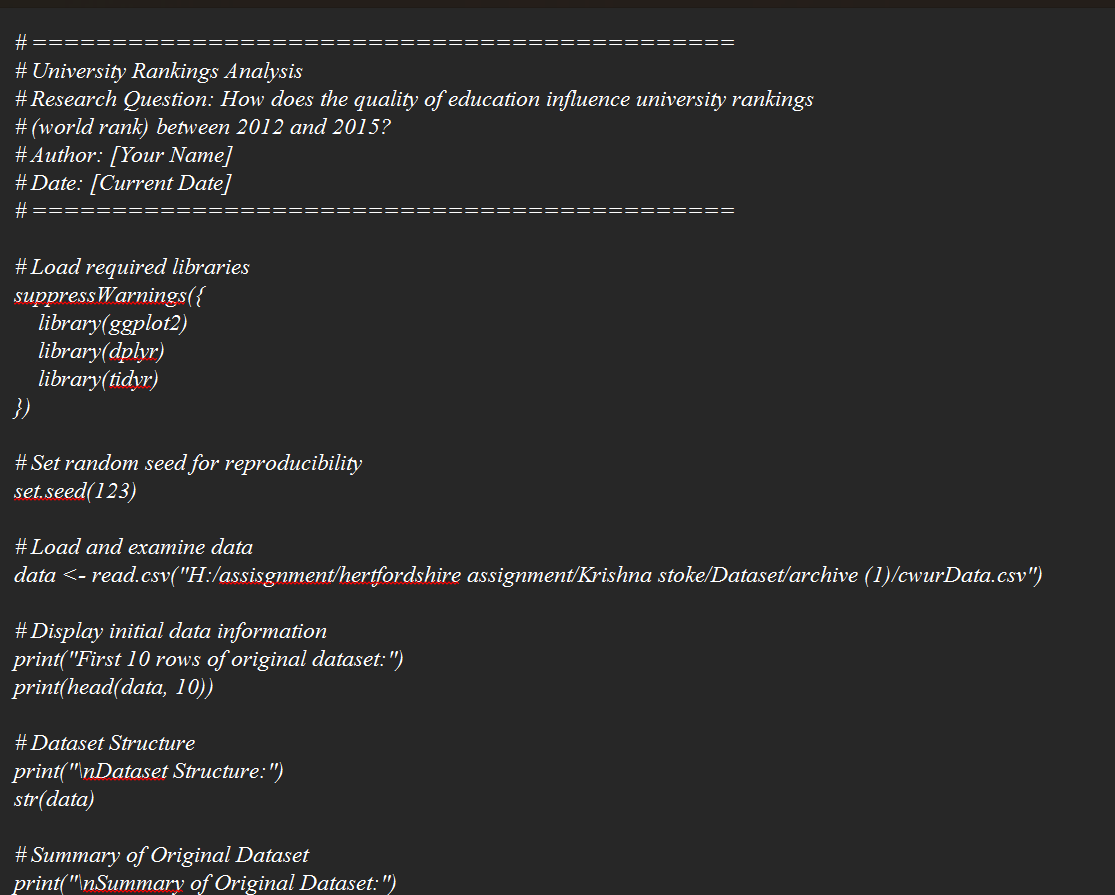 # ============================================
# University Rankings Analysis
# Research Question: How does the quality of education influence university rankings
# (world rank) between 2012 and 2015?
# Author: [Your Name]
# Date: [Current Date]
# ============================================
# Load required libraries
suppressWarnings({
library(ggplot2)
library(dplyr)
library(tidyr)
})
# Set random seed for reproducibility
set.seed(123)
# Load and examine data
data <- read.csv("H:/assisgnment/hertfordshire assignment/Krishna stoke/Dataset/archive (1)/cwurData.csv")
# Display initial data information
print("First 10 rows of original dataset:")
print(head(data, 10))
# Dataset Structure
print("\nDataset Structure:")
str(data)
# Summary of Original Dataset
print("\nSummary of Original Dataset:")